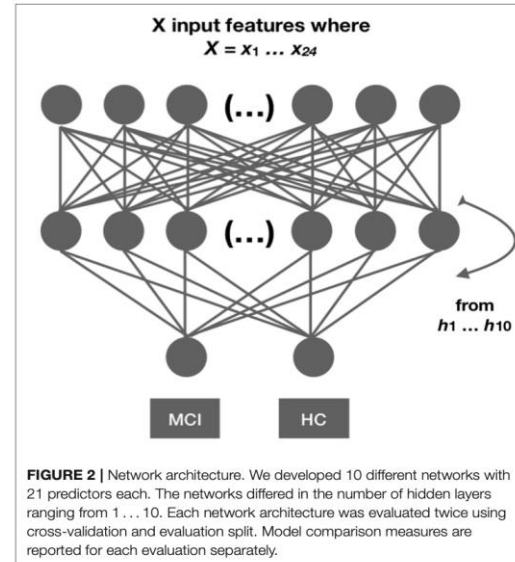 X input features where
X = x1 ... x24
(...)
(...)
from
h1 ... h10
MCI
HC
FIGURE 2 | Network architecture. We developed 10 different networks with
21 predictors each. The networks differed in the number of hidden layers
ranging from 1 . . . 10. Each network architecture was evaluated twice using
cross-validation and evaluation split. Model comparison measures are
reported for each evaluation separately.